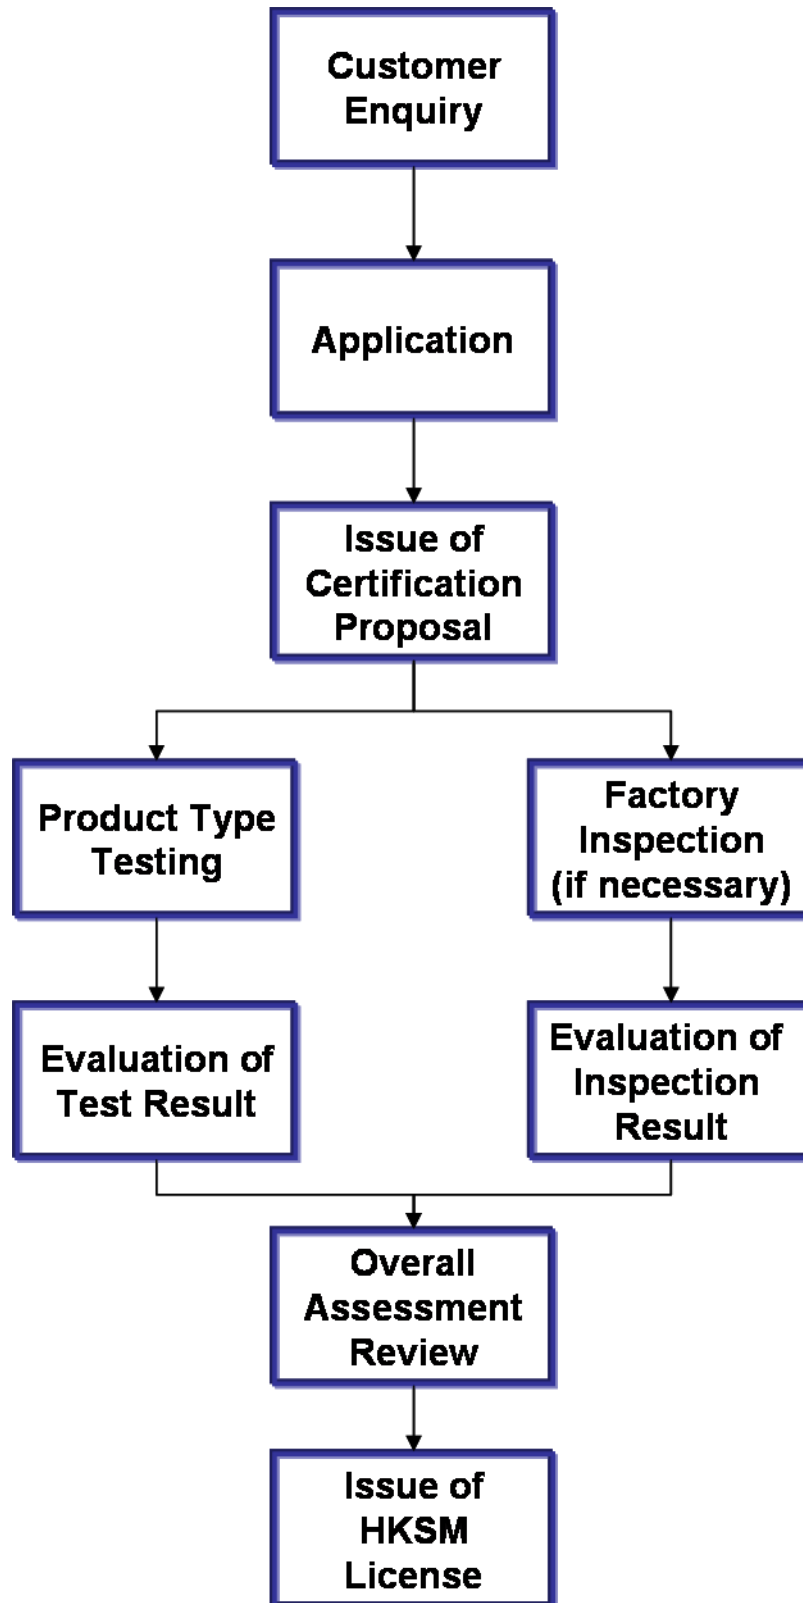 Customer
Enquiry
Application
Issue of
Certification
Proposal
Product Type
Testing
Factory
Inspection
(if necessary)
Evaluation of
Test Result
Evaluation of
Inspection
Result
Overall
Assessment
Review
Issue of
HKSM
License